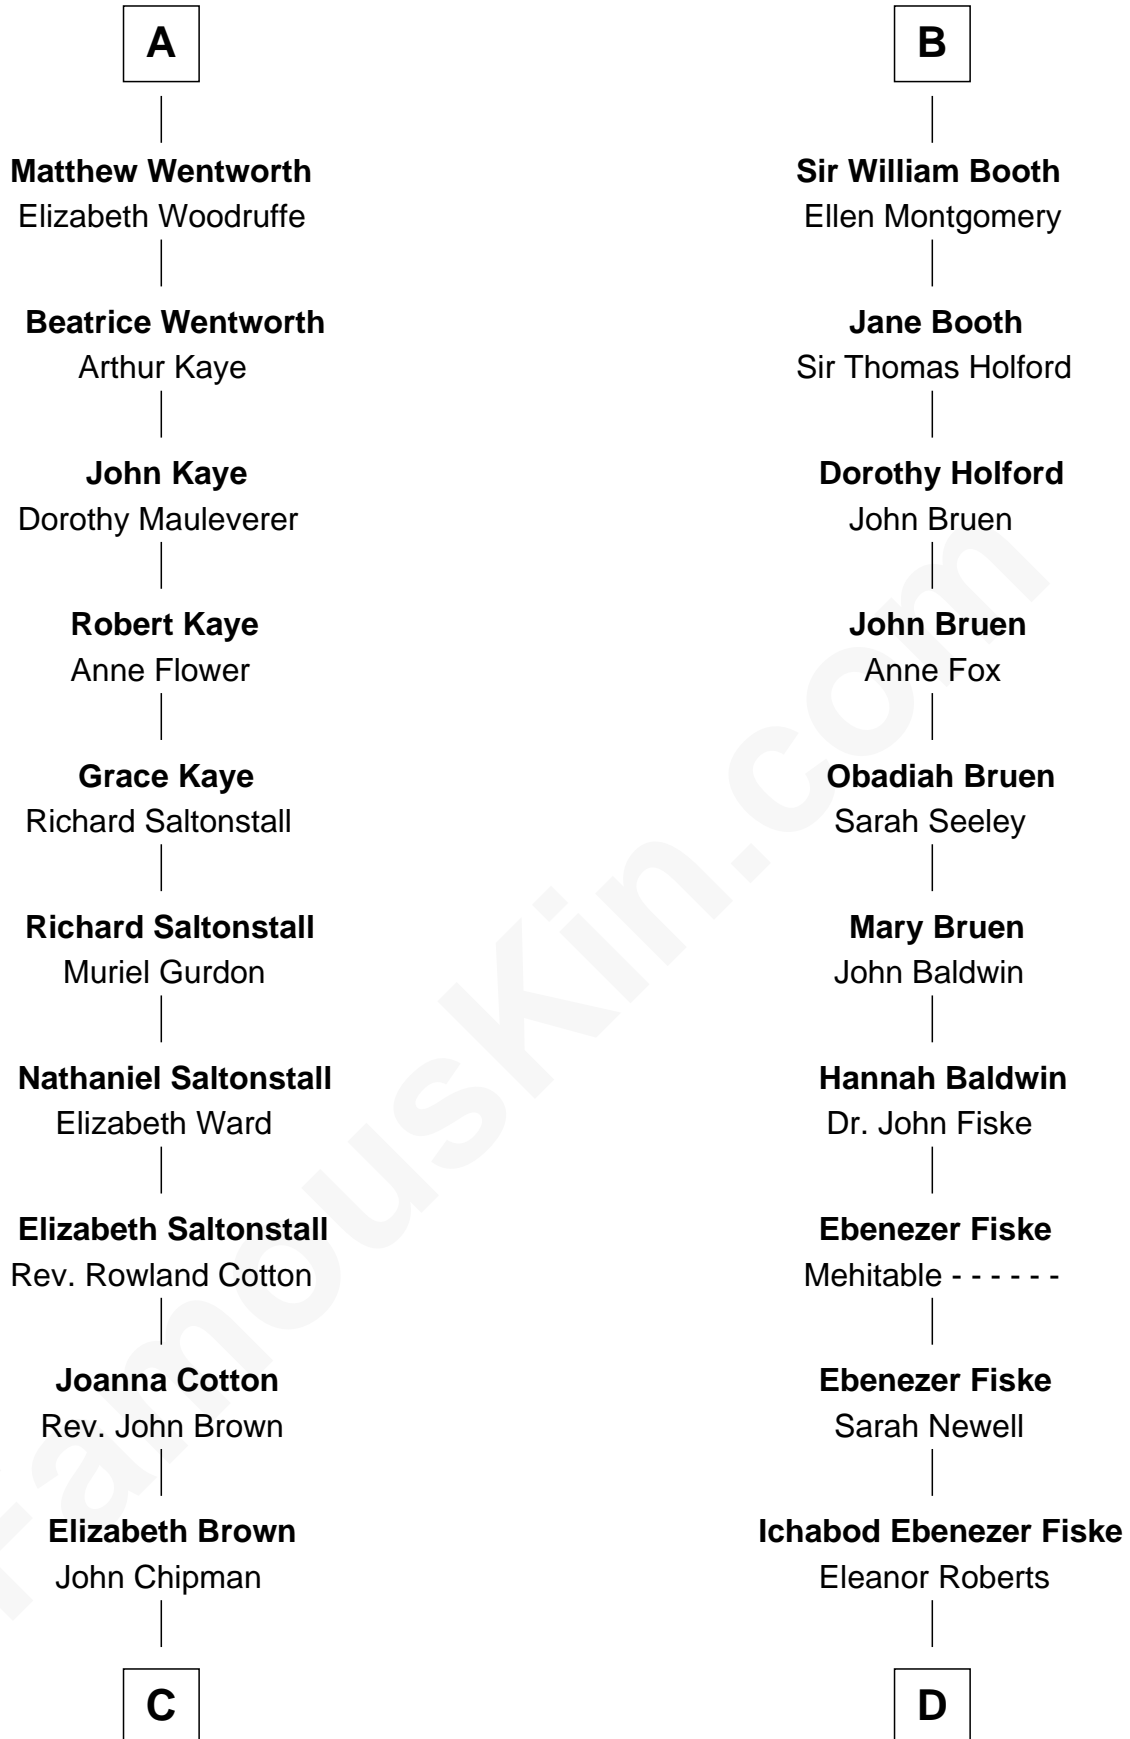 A
Matthew Wentworth
Elizabeth Woodruffe
Beatrice Wentworth
Arthur Kaye
John Kaye
Dorothy Mauleverer
Robert Kaye
Anne Flower
Grace Kaye
Richard Saltonstall
Richard Saltonstall
Muriel Gurdon
Nathaniel Saltonstall
Elizabeth Ward
Elizabeth Saltonstall
Rev. Rowland Cotton
Joanna Cotton
Rev. John Brown
Elizabeth Brown
John Chipman
C
B
Sir William Booth
Ellen Montgomery
Jane Booth
Sir Thomas Holford
Dorothy Holford
John Bruen
John Bruen
Anne Fox
Obadiah Bruen
Sarah Seeley
Mary Bruen
John Baldwin
Hannah Baldwin
Dr. John Fiske
Ebenezer Fiske
Mehitable - - - - - -
Ebenezer Fiske
Sarah Newell
Ichabod Ebenezer Fiske
Eleanor Roberts
D
FamousKin.com